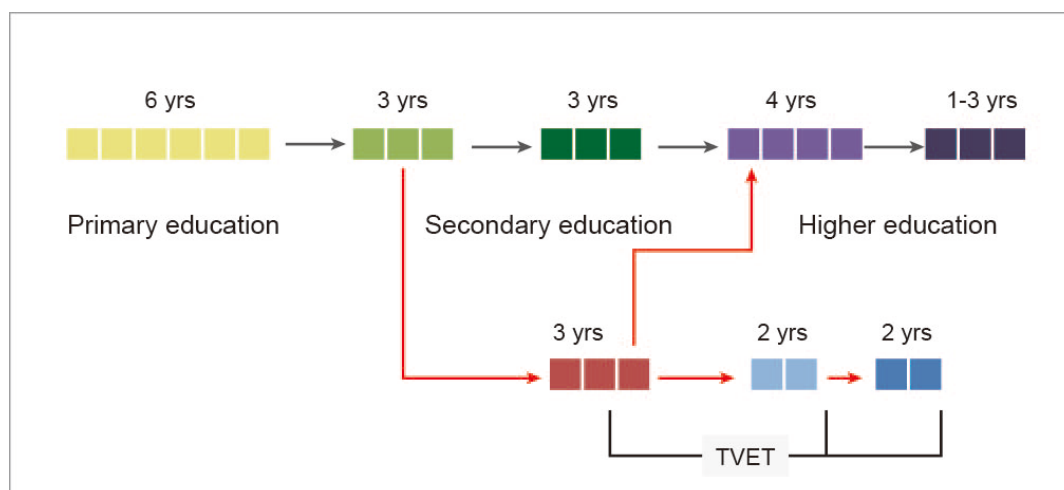 6 yrs
3 yrs
3 yrs
4 yrs
1-3 yrs
Primary education
Secondary education
Higher education
3 yrs
2 yrs
2 yrs
TVET